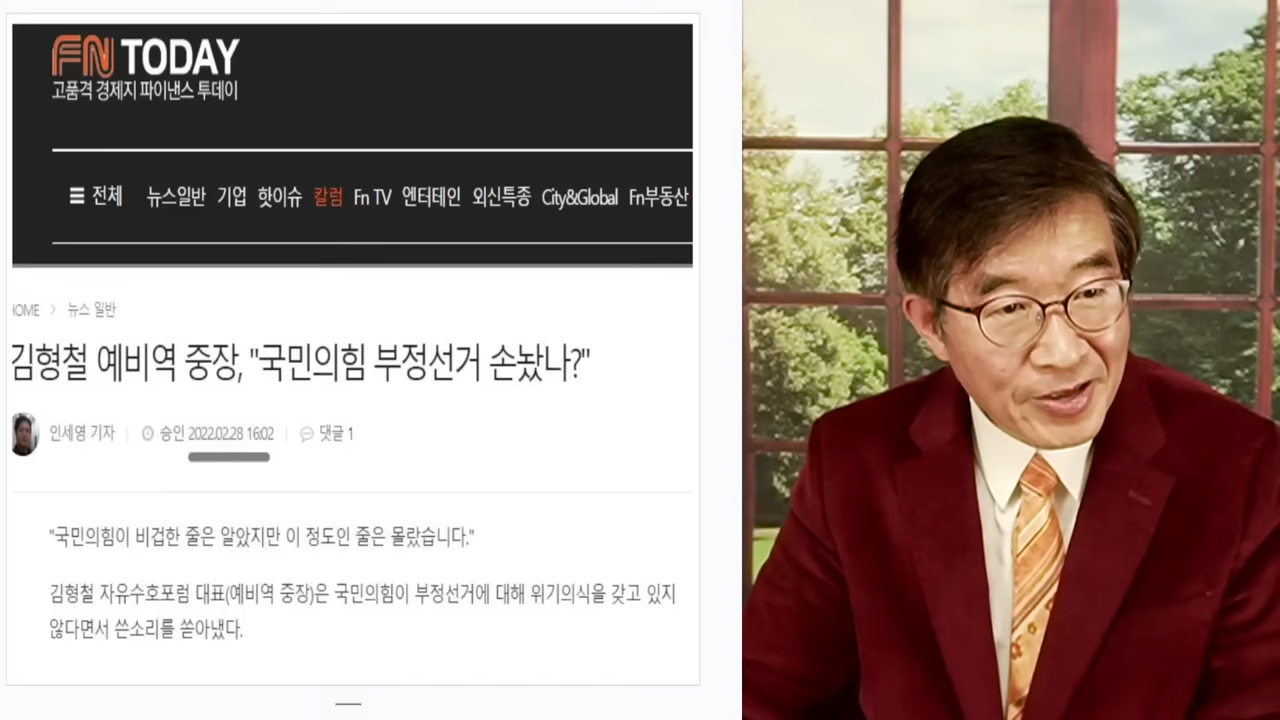 FN TODAY
고품격 경제지 파이낸스 투데이
전체 뉴스일반 기업 핫이슈 칼럼 Fn TV 엔터테인 외신특종 City&Global Fn부동산
HOME > 뉴스 일반
김형철 예비역 중장, "국민의힘 부정선거 손놨나?"
인세영 기자 승인 2022.02.28 16:02 댓글 1
"국민의힘이 비겁한 줄은 알았지만 이 정도인 줄은 몰랐습니다."
김형철 자유수호포럼 대표(예비역 중장)은 국민의힘이 부정선거에 대해 위기의식을 갖고 있지
않다면서 쓴소리를 쏟아냈다.